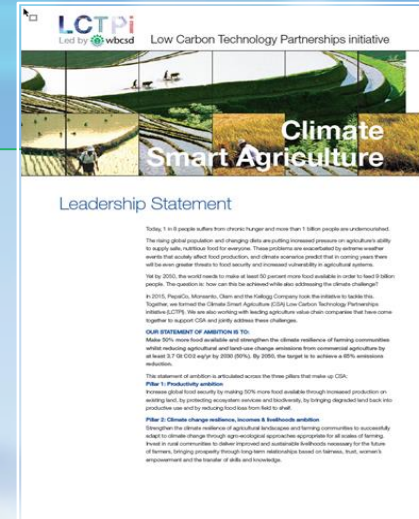 LCTPi
Led by wbcsd
Low Carbon Technology Partnerships initiative
Climate
Smart Agriculture
Leadership Statement
Today, 1 in 8 people suffers from chronic hunger and more than 1 billion people are undernourished.
The rising global population and changing diets are putting increased pressure on agriculture's ability
to supply safe, nutritious food for everyone. These problems are exacerbated by extreme weather
events that acutely affect food production, and climate scenarios predict that in coming years there
will be even greater threats to food security and increased vulnerability in agricultural systems.
Yet by 2050, the world needs to make at least 50 percent more food available in order to feed 9 billion
people. The question is: how can this be achieved while also addressing the climate challenge?
In 2015, PepsiCo, Monsanto, Olam and the Kellogg Company took the initiative to tackle this.
Together, we formed the Climate Smart Agriculture (CSA) Low Carbon Technology Partnerships
initiative (LCTPi). We are also working with leading agriculture value chain companies that have come
together to support CSA and jointly address these challenges.
OUR STATEMENT OF AMBITION IS TO:
Make 50% more food available and strengthen the climate resilience of farming communities
whilst reducing agricultural and land-use change emissions from commercial agriculture by
at least 3.7 Gt CO2 eq/yr by 2030 (50%). By 2050, the target is to achieve a 65% emissions
reduction.
This statement of ambition is articulated across the three pillars that make up CSA:
Pillar 1: Productivity ambition
Increase global food security by making 50% more food available through increased production on
existing land, by protecting ecosystem services and biodiversity, by bringing degraded land back into
productive use and by reducing food loss from field to shelf.
Pillar 2: Climate change resilience, incomes & livelihoods ambition
Strengthen the climate resilience of agricultural landscapes and farming communities to successfully
adapt to climate change through agro-ecological approaches appropriate for all scales of farming.
Invest in rural communities to deliver improved and sustainable livelihoods necessary for the future
of farmers, bringing prosperity through long-term relationships based on fairness, trust, women's
empowerment and the transfer of skills and knowledge.